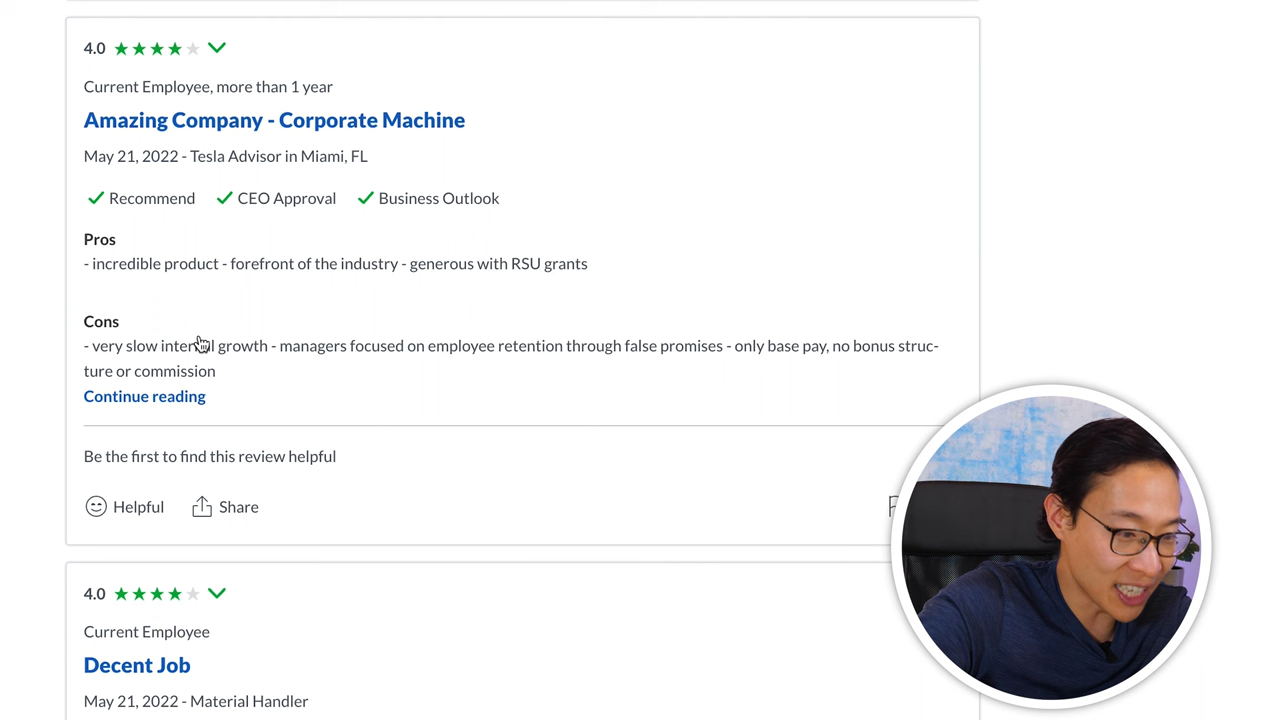 4.0
Current Employee, more than 1 year
Amazing Company - Corporate Machine
May 21, 2022 - Tesla Advisor in Miami, FL
Recommend CEO Approval Business Outlook
Pros
- incredible product - forefront of the industry - generous with RSU grants
Cons
- very slow internal growth - managers focused on employee retention through false promises - only base pay, no bonus struc-
ture or commission
Continue reading
Be the first to find this review helpful
Helpful Share
4.0
Current Employee
Decent Job
May 21, 2022 - Material Handler